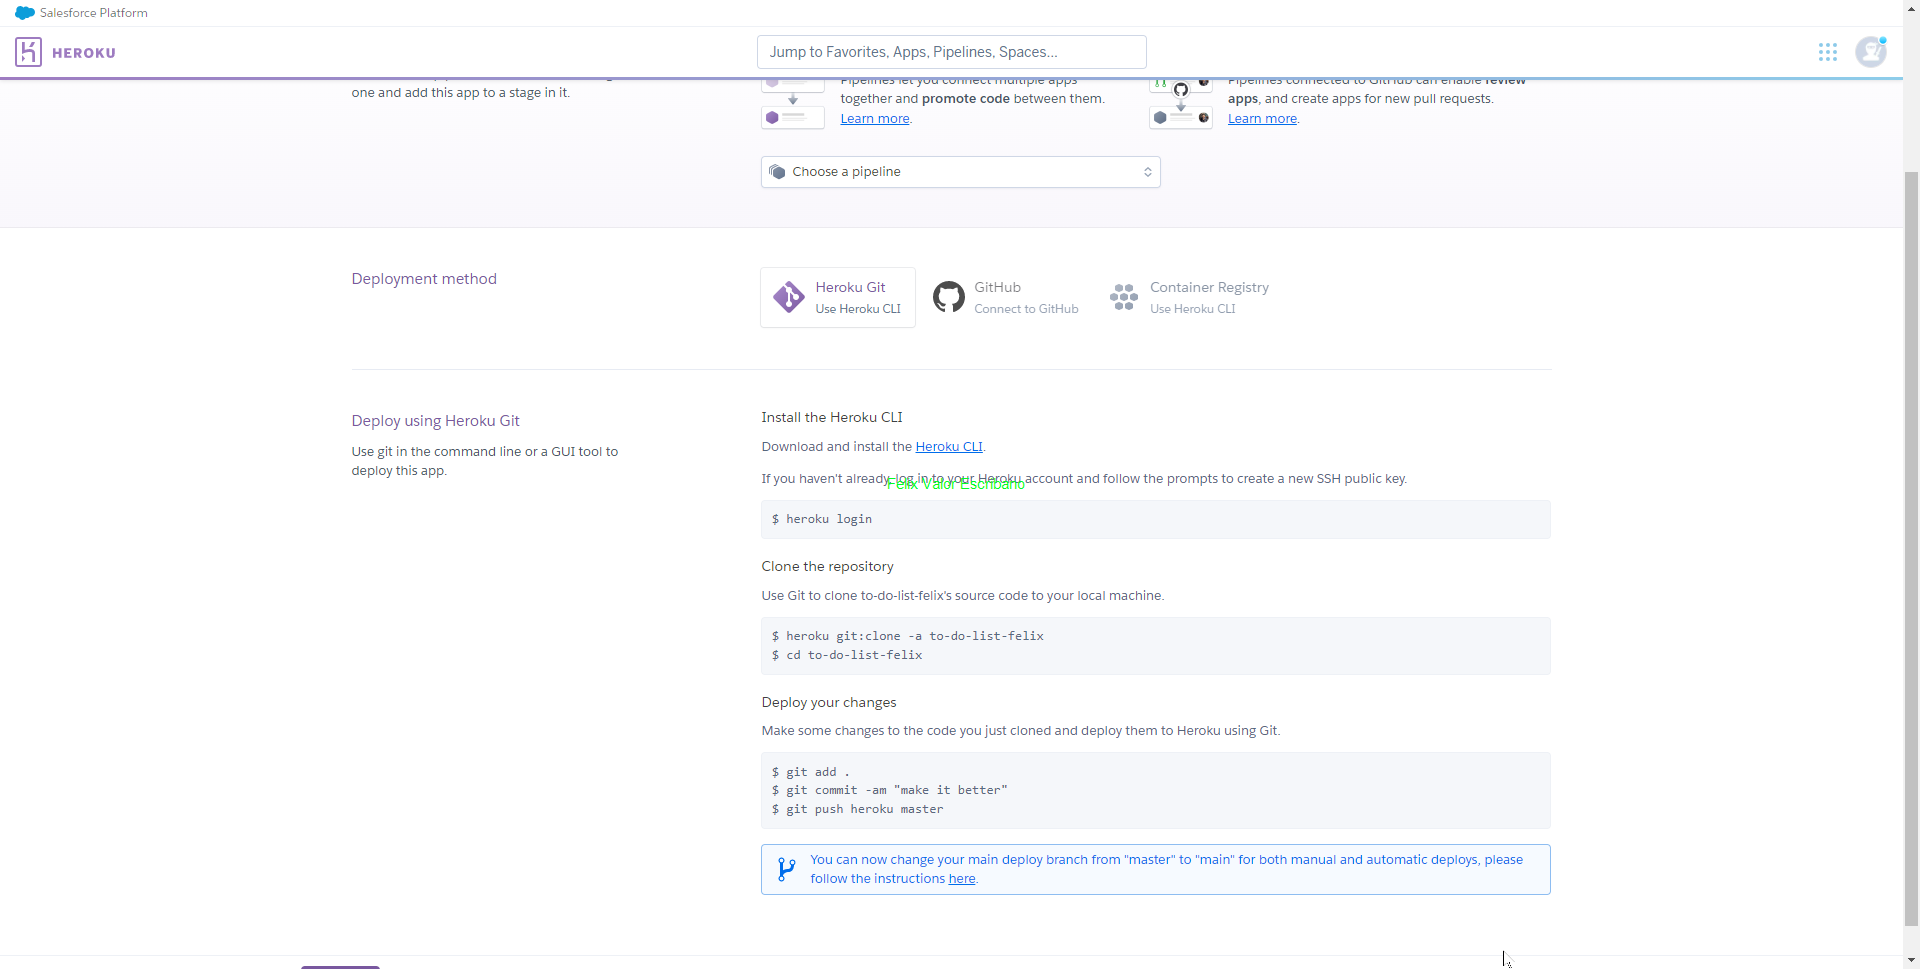 Salesforce Platform
HEROKU
Jump to Favorites, Apps, Pipelines, Spaces...
one and add this app to a stage in it.
Pipelines let you connect multiple apps
together and promote code between them.
Learn more.
Pipelines connected to GitHub can enable review
apps, and create apps for new pull requests.
Learn more.
Choose a pipeline
Deployment method
Heroku Git
Use Heroku CLI
GitHub
Connect to GitHub
Container Registry
Use Heroku CLI
Deploy using Heroku Git
Use git in the command line or a GUI tool to
deploy this app.
Install the Heroku CLI
Download and install the Heroku CLI.
If you haven't already, log in to your Heroku account and follow the prompts to create a new SSH public key.
Felix Valor Escribano
$ heroku login
Clone the repository
Use Git to clone to-do-list-felix's source code to your local machine.
$ heroku git:clone -a to-do-list-felix
$ cd to-do-list-felix
Deploy your changes
Make some changes to the code you just cloned and deploy them to Heroku using Git.
$ git add .
$ git commit -am "make it better"
$ git push heroku master
You can now change your main deploy branch from "master" to "main" for both manual and automatic deploys, please
follow the instructions here.